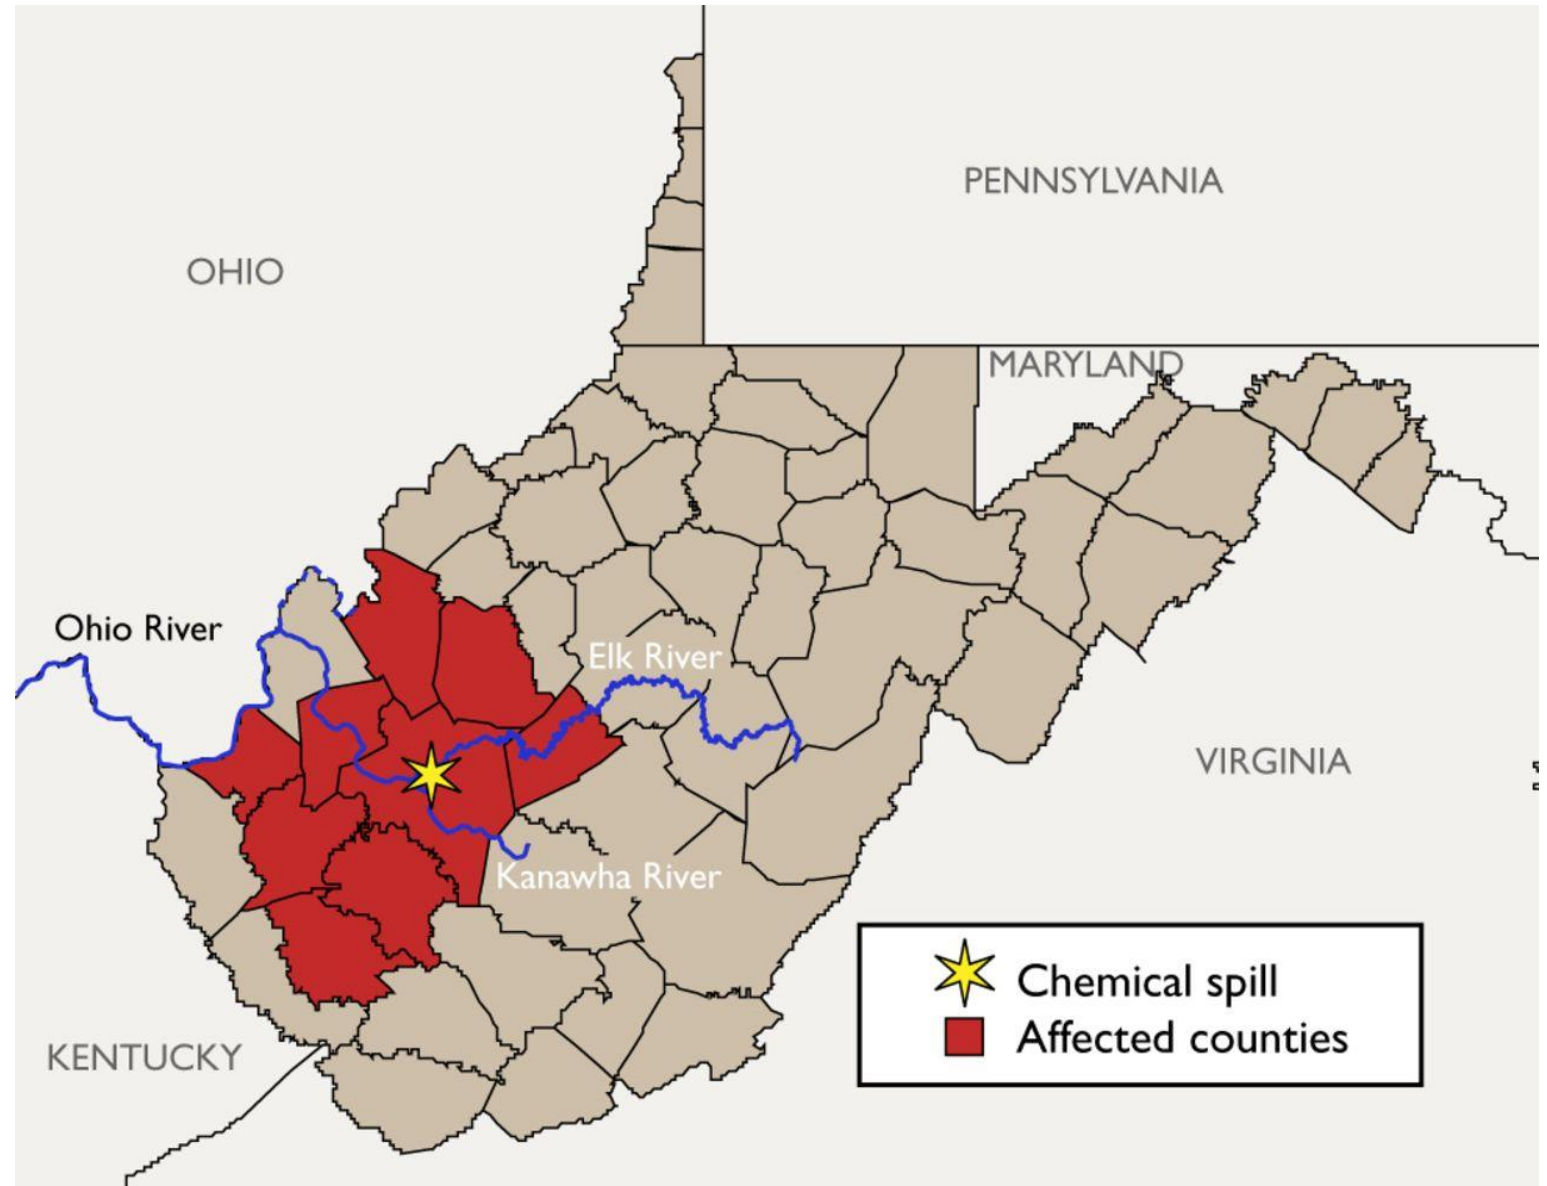 PENNSYLVANIA
OHIO
MARYLAND
Ohio River
Elk River
VIRGINIA
Kanawha River
Chemical spill
Affected counties
KENTUCKY